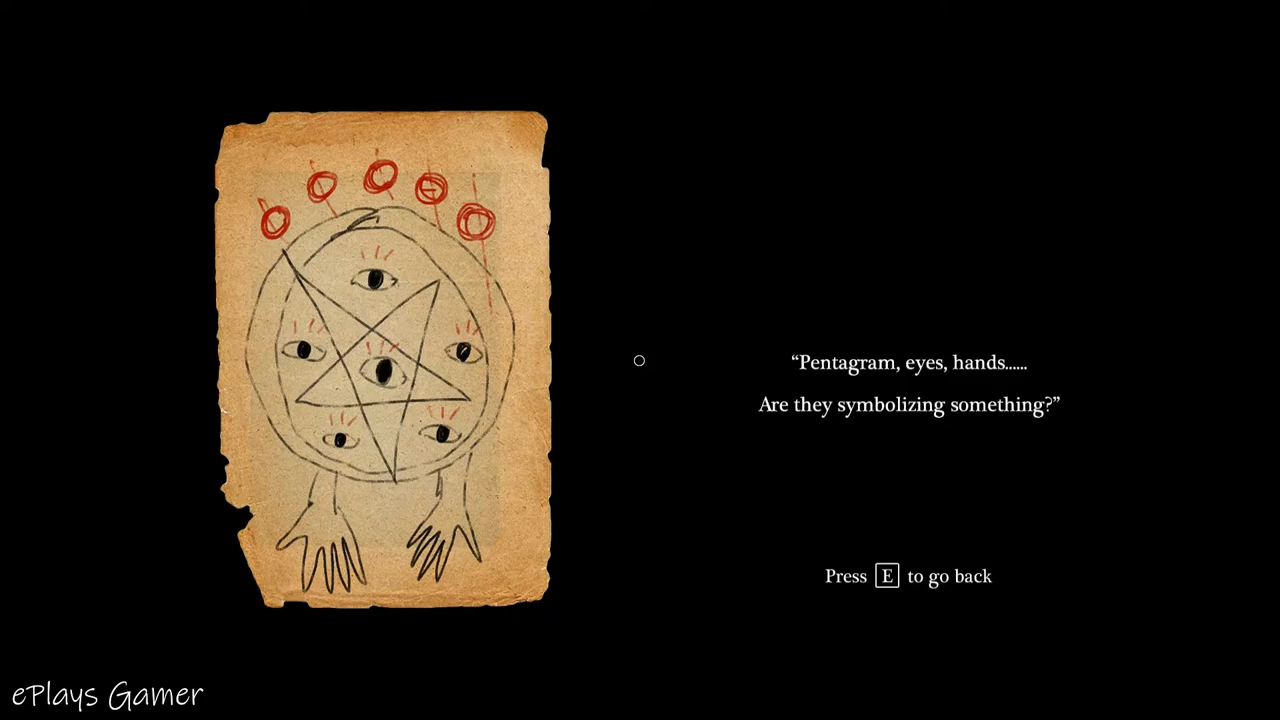 “Pentagram, eyes, hands......
Are they symbolizing something?”
Press E to go back
ePlays Gamer